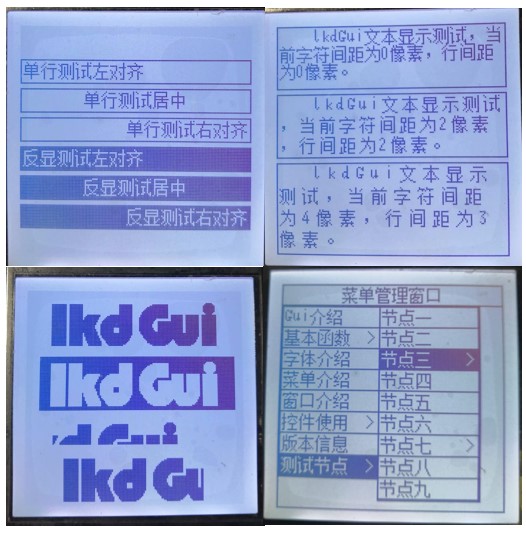 单行测试左对齐
单行测试居中
单行测试右对齐
反显测试左对齐
反显测试居中
反显测试右对齐
lkdGui文本显示测试，当
前字符间距为0像素，行间距
为0像素。
lkdGui文本显示测试
，当前字符间距为2像素
，行间距为2像素。
lkdGui文本显示
测试，当前字符间距
为4像素，行间距为3
像素。
lkd Gui
lkd Gui
lkd Gui
lkd Gu
菜单管理窗口
Gui介绍
基本函数 >
字体介绍
菜单介绍
窗口介绍
控件使用 >
版本信息
测试节点 >
节点一
节点二
节点三 >
节点四
节点五
节点六
节点七 >
节点八
节点九